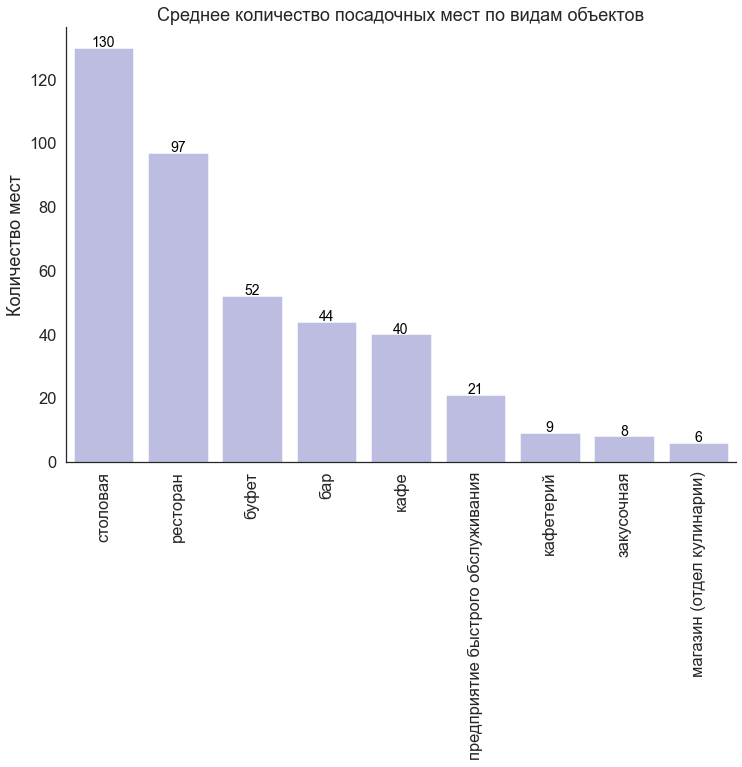 Среднее количество посадочных мест по видам объектов
Количество мест
120
100
80
60
40
20
0
130
97
52
44
40
21
9
8
6
столовая
ресторан
буфет
бар
кафе
предприятие быстрого обслуживания
кафетерий
закусочная
магазин (отдел кулинарии)